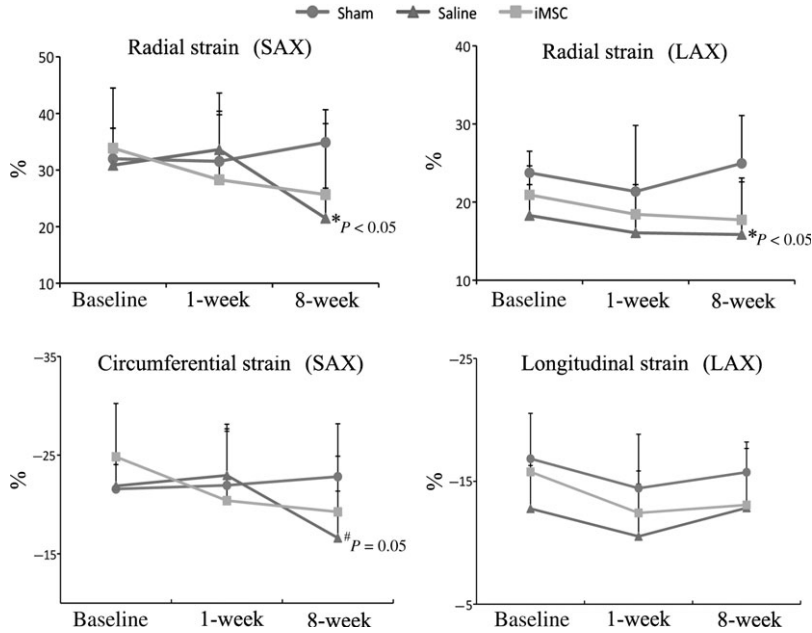 Sham Saline iMSC
Radial strain (SAX)
Radial strain (LAX)
50
40
30
20
10
%
*P < 0.05
Baseline 1-week 8-week
40
30
20
10
%
*P < 0.05
Baseline 1-week 8-week
Circumferential strain (SAX)
Longitudinal strain (LAX)
−35
−25
−15
%
#P = 0.05
Baseline 1-week 8-week
−25
−15
−5
%
Baseline 1-week 8-week